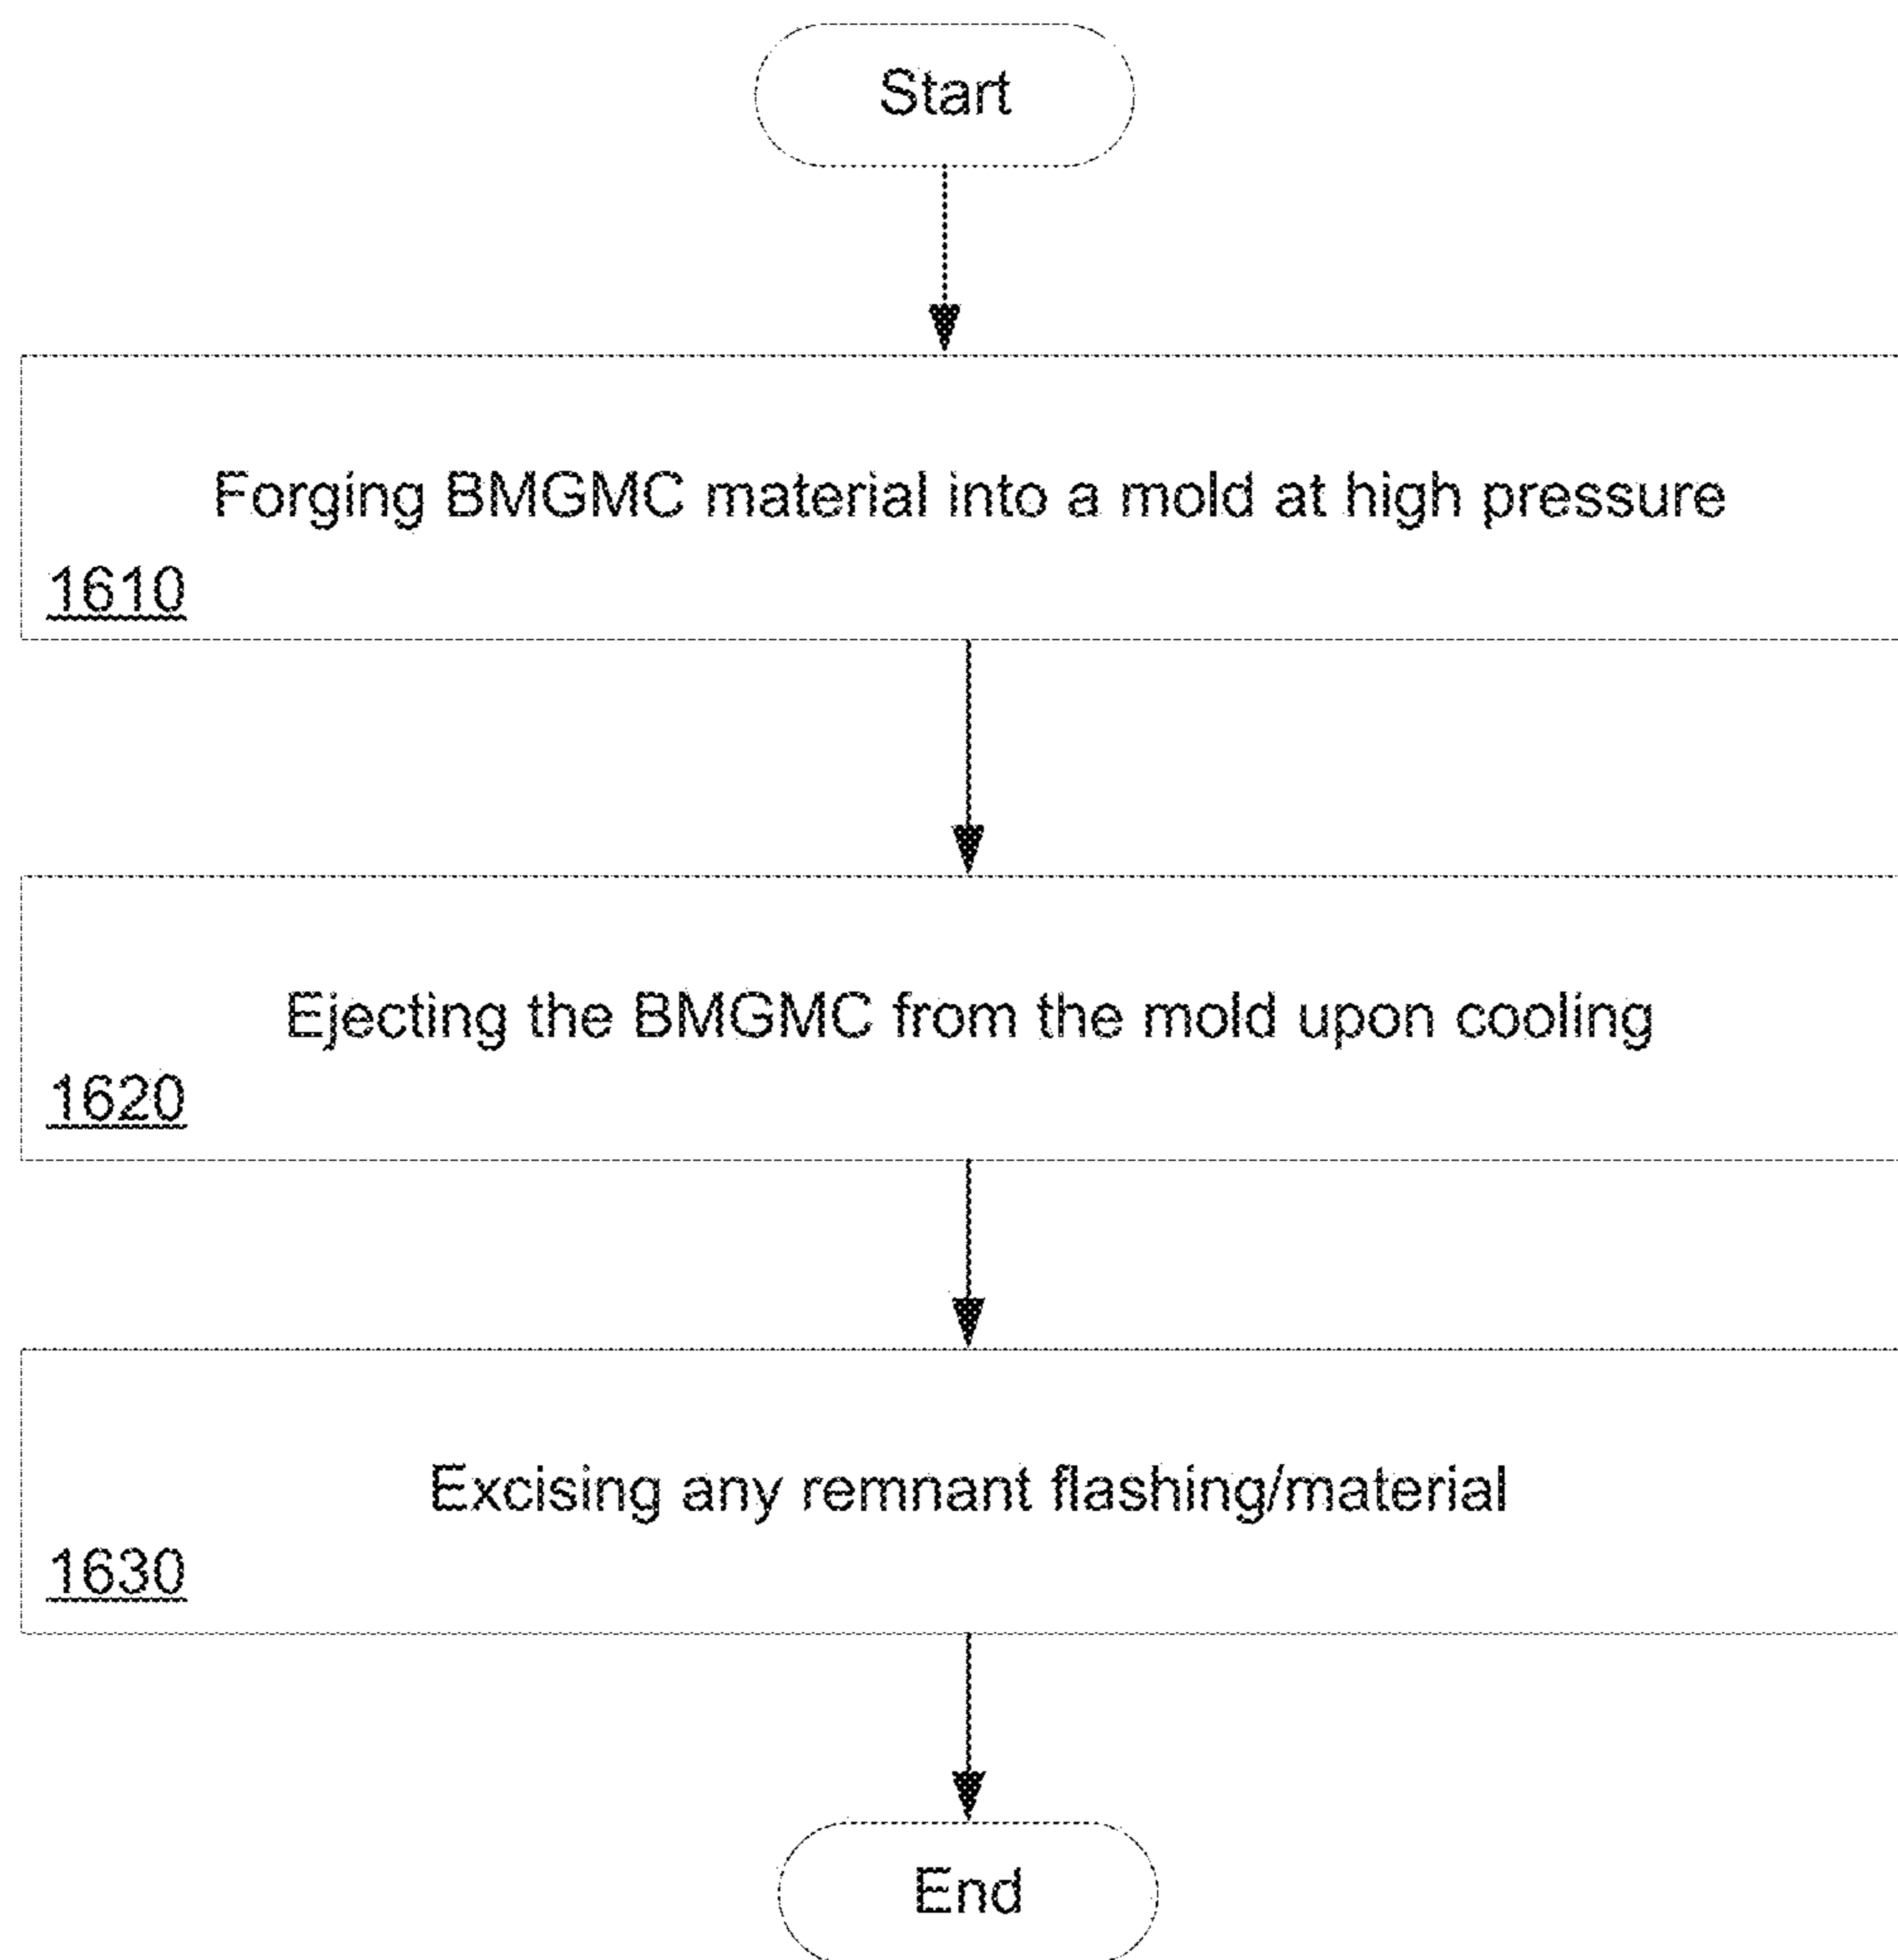 Start
Forging BMGMC material into a mold at high pressure
1610
Ejecting the BMGMC from the mold upon cooling
1620
Excising any remnant flashing/material
1630
End